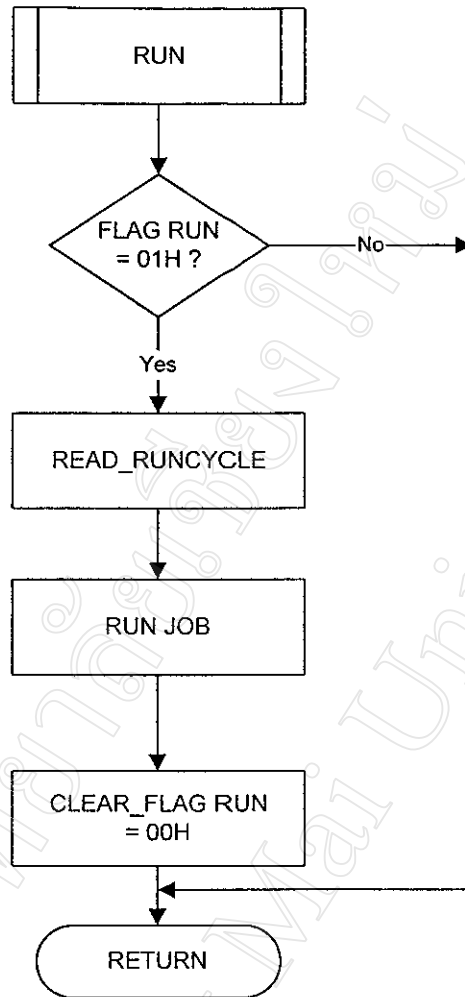 RUN
FLAG RUN
= 01H ?
No
Yes
READ_RUNCYCLE
RUN JOB
CLEAR_FLAG RUN
= 00H
RETURN